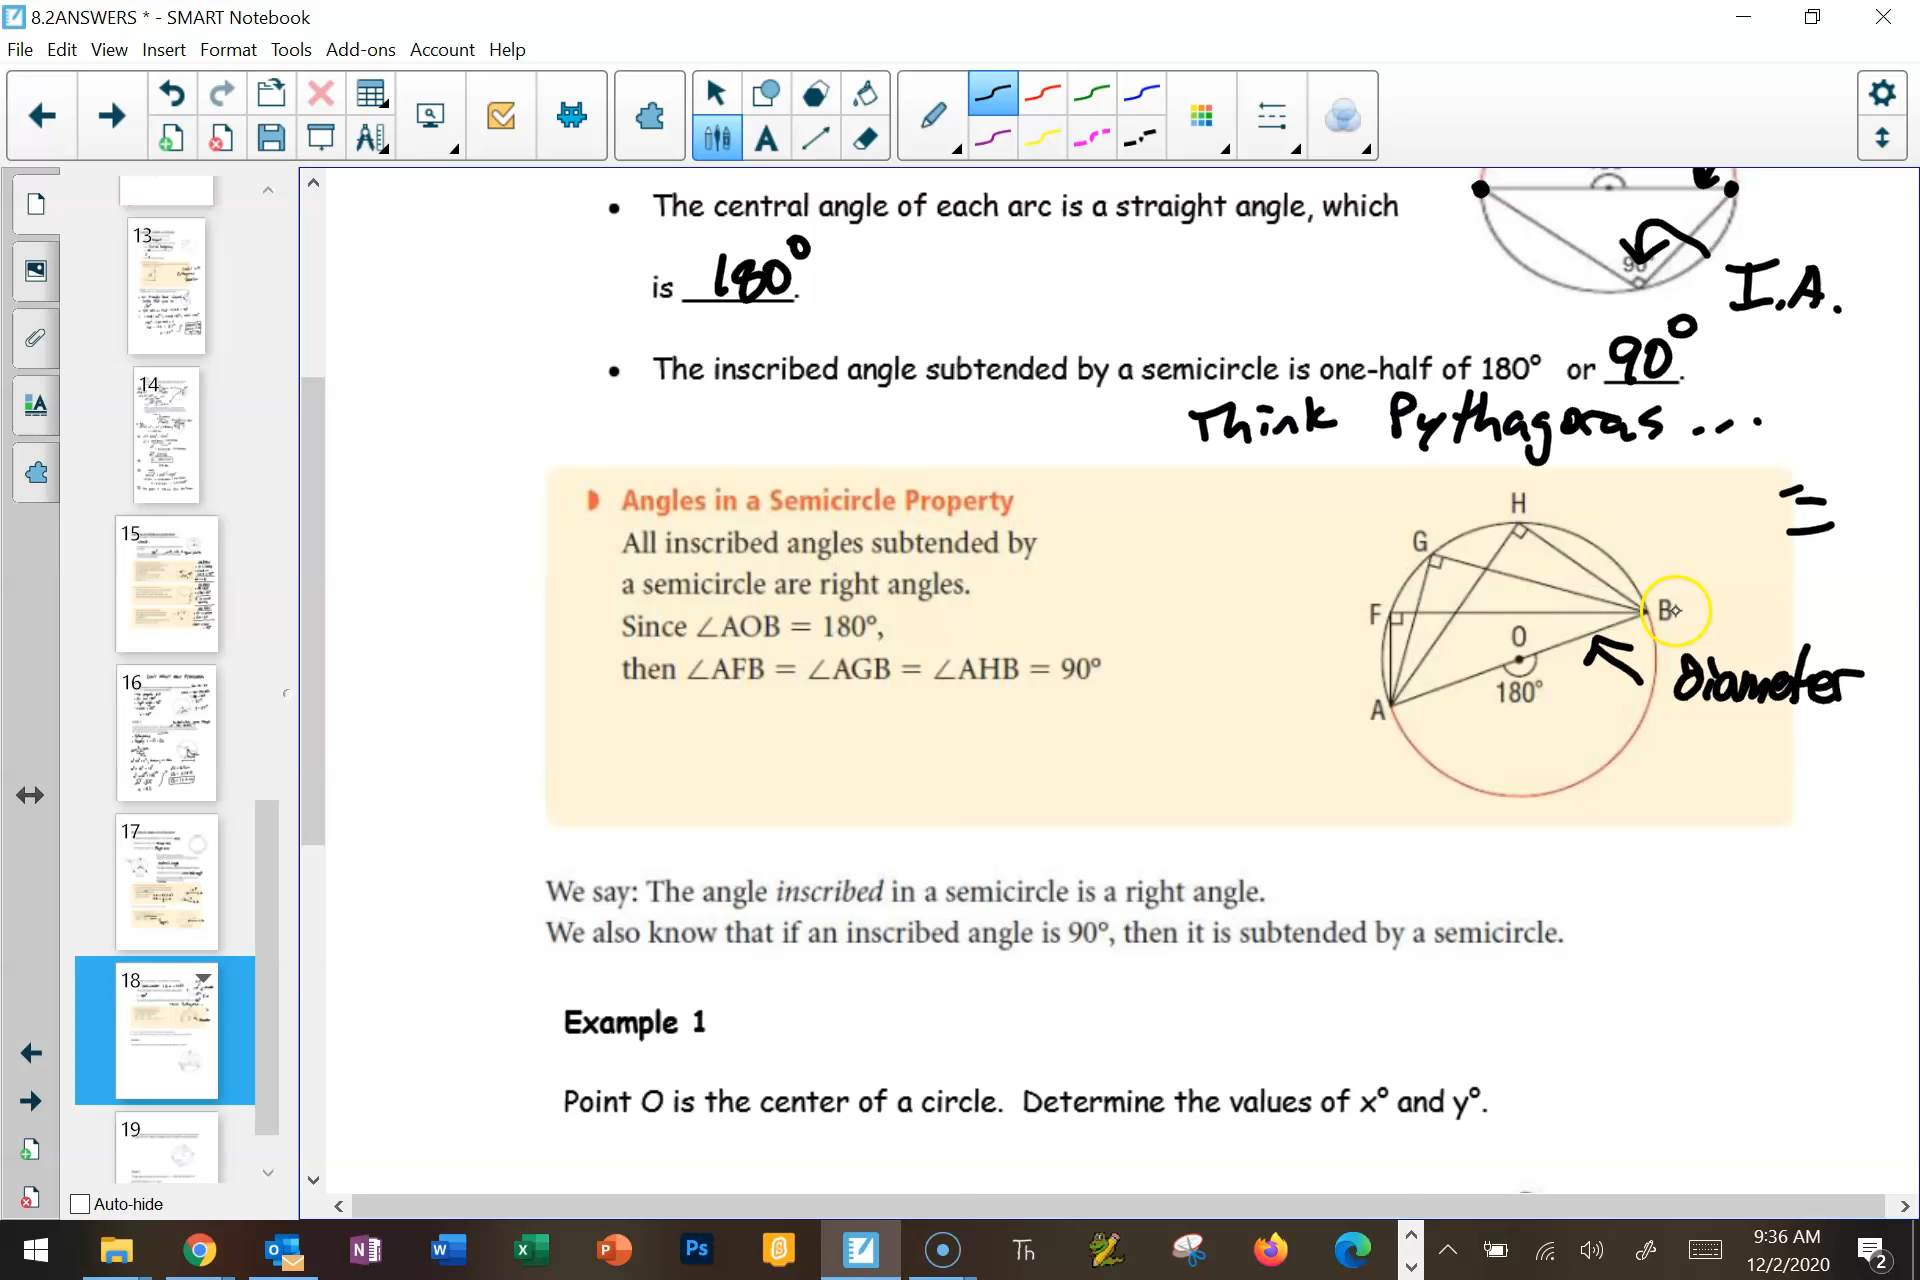 8.2ANSWERS * - SMART Notebook
File Edit View Insert Format Tools Add-ons Account Help
The central angle of each arc is a straight angle, which
is 180°.
90°
I.A.
The inscribed angle subtended by a semicircle is one-half of 180° or 90°.
Think Pythagoras ...
Angles in a Semicircle Property
All inscribed angles subtended by
a semicircle are right angles.
Since ∠AOB = 180°,
then ∠AFB = ∠AGB = ∠AHB = 90°
H
G
F
B
O
180°
A
Diameter
We say: The angle inscribed in a semicircle is a right angle.
We also know that if an inscribed angle is 90°, then it is subtended by a semicircle.
Example 1
Point O is the center of a circle. Determine the values of x° and y°.
13
14
15
16
17
18
19
Auto-hide
9:36 AM
12/2/2020
2